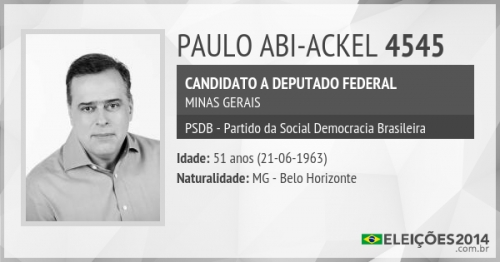 PAULO ABI-ACKEL 4545
CANDIDATO A DEPUTADO FEDERAL
MINAS GERAIS
PSDB - Partido da Social Democracia Brasileira
Idade: 51 anos (21-06-1963)
Naturalidade: MG - Belo Horizonte
ELEIÇÕES2014
.com.br